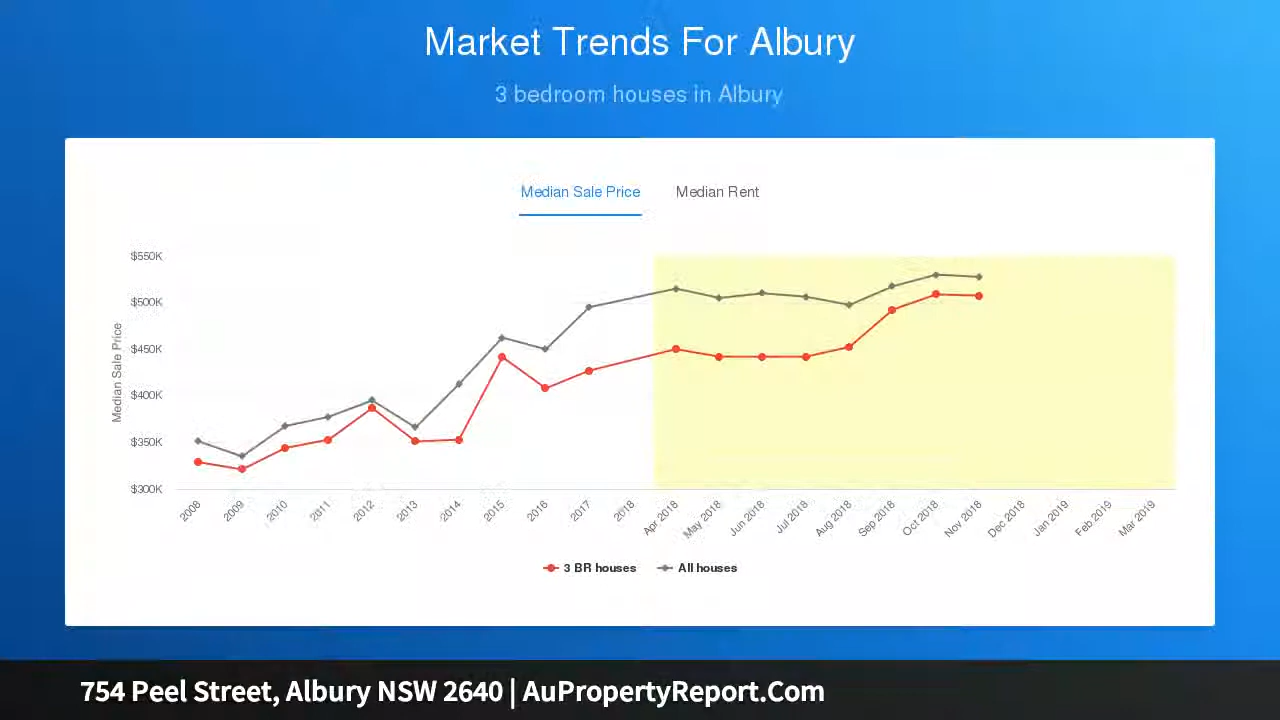 Market Trends For Albury
3 bedroom houses in Albury
Median Sale Price Median Rent
$550K
$500K
$450K
$400K
$350K
$300K
Median Sale Price
2008 2009 2010 2011 2012 2013 2014 2015 2016 2017 2018 Apr 2018 May 2018 Jun 2018 Jul 2018 Aug 2018 Sep 2018 Oct 2018 Nov 2018 Dec 2018 Jan 2019 Feb 2019 Mar 2019
3 BR houses All houses
754 Peel Street, Albury NSW 2640 | AuPropertyReport.Com